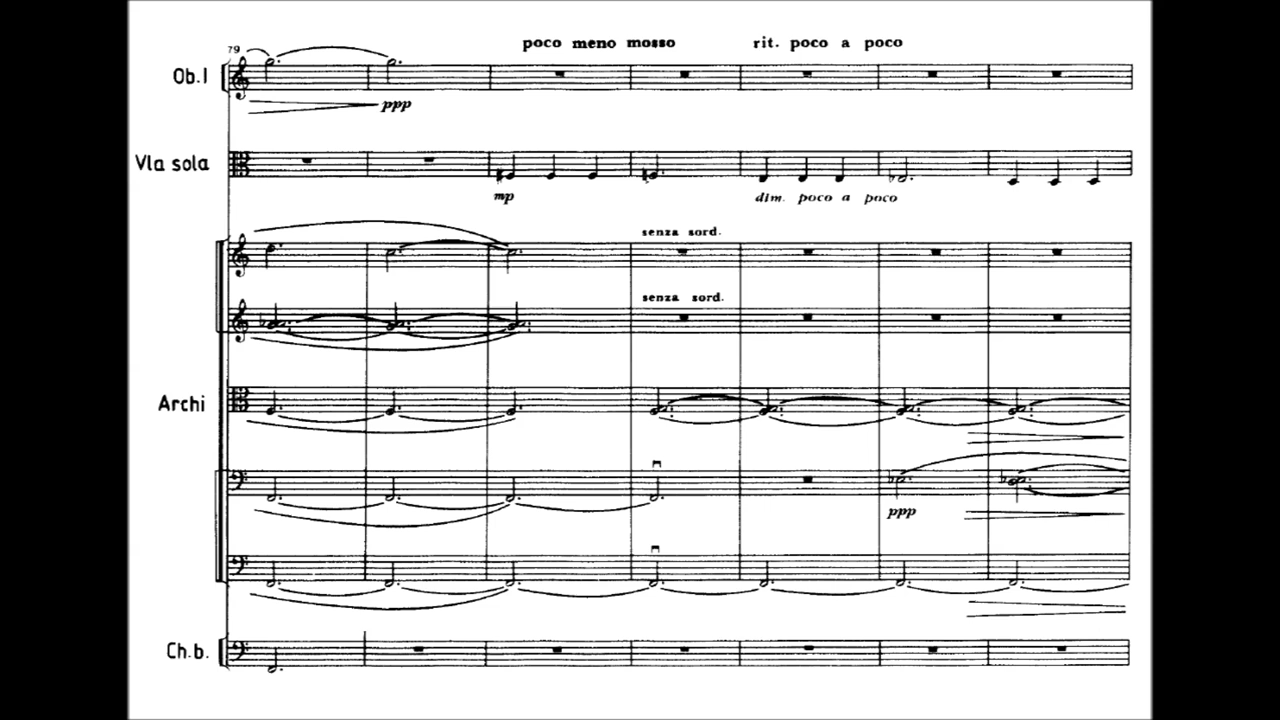 poco meno mosso rit. poco a poco
79
Ob.I
ppp
Vla sola
mp dim. poco a poco
senza sord.
senza sord.
Archi
ppp
Ch.b.